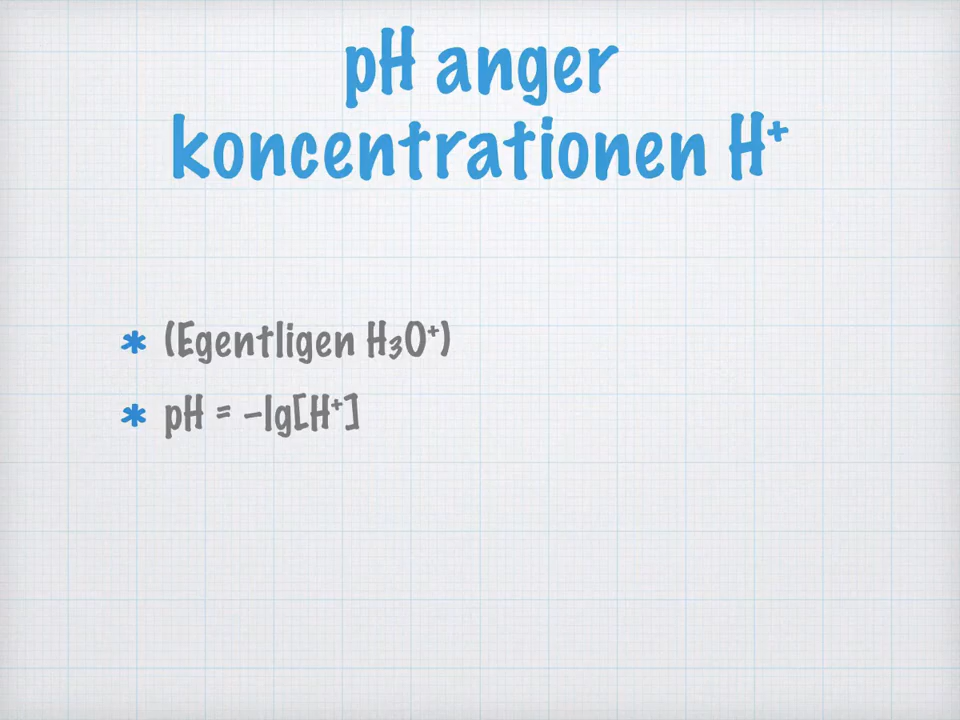 pH anger
koncentrationen H⁺
* (Egentligen H₃O⁺)
* pH = -lg[H⁺]